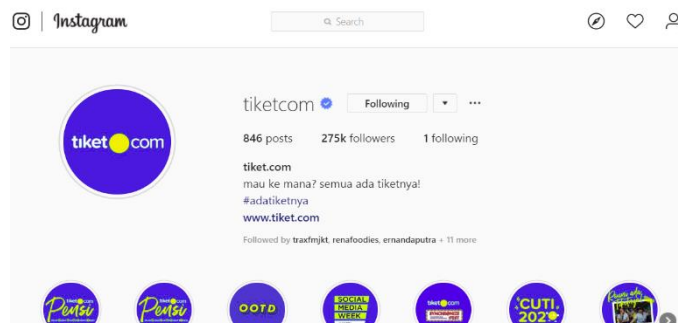 Instagram
Search
tiketcom
Following
846 posts 275k followers 1 following
tiket.com
tiket.com
mau ke mana? semua ada tiketnya!
#adatiketnya
www.tiket.com
Followed by traxfmjkt, renafoodies, ernandaputra + 11 more
tiket.com
Pensi
tiket.com
Pensi
OOTD
SOCIAL
MEDIA
WEEK
tiket.com
'CUTI.
202